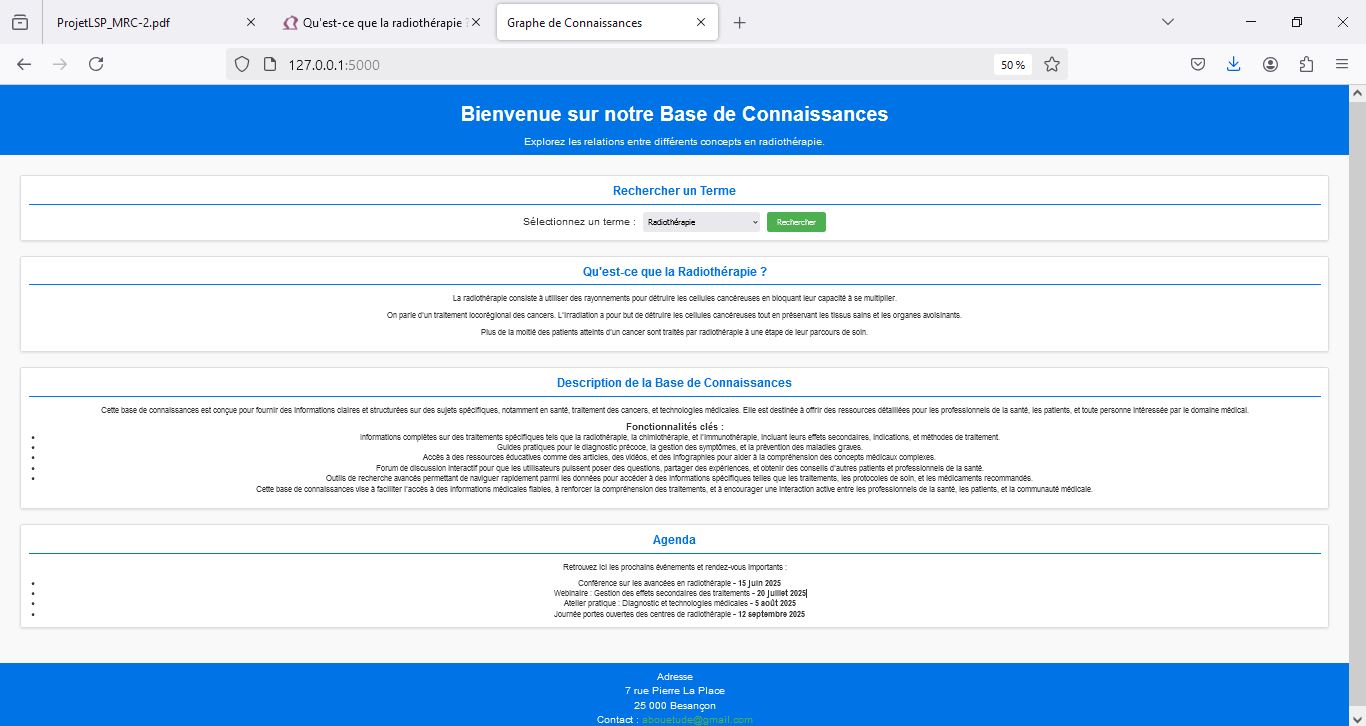 ProjetLSP_MRC-2.pdf
Qu'est-ce que la radiothérapie ?
Graphe de Connaissances
127.0.0.1:5000
50 %
Bienvenue sur notre Base de Connaissances
Explorez les relations entre différents concepts en radiothérapie.
Rechercher un Terme
Sélectionnez un terme : Radiothérapie Rechercher
Qu'est-ce que la Radiothérapie ?
La radiothérapie consiste à utiliser des rayonnements pour détruire les cellules cancéreuses en bloquant leur capacité à se multiplier.
On parle d'un traitement locorégional des cancers. L'irradiation a pour but de détruire les cellules cancéreuses tout en préservant les tissus sains et les organes avoisinants.
Plus de la moitié des patients atteints d'un cancer sont traités par radiothérapie à une étape de leur parcours de soin.
Description de la Base de Connaissances
Cette base de connaissances est conçue pour fournir des informations claires et structurées sur des sujets spécifiques, notamment en santé, traitement des cancers, et technologies médicales. Elle est destinée à offrir des ressources détaillées pour les professionnels de la santé, les patients, et toute personne intéressée par le domaine médical.
Fonctionnalités clés :
• Informations complètes sur des traitements spécifiques tels que la radiothérapie, la chimiothérapie, et l'immunothérapie, incluant leurs effets secondaires, indications, et méthodes de traitement.
• Guides pratiques pour le diagnostic précoce, la gestion des symptômes, et la prévention des maladies graves.
• Accès à des ressources éducatives comme des articles, des vidéos, et des infographies pour aider à la compréhension des concepts médicaux complexes.
• Forum de discussion interactif pour que les utilisateurs puissent poser des questions, partager des expériences, et obtenir des conseils d'autres patients et professionnels de la santé.
• Outils de recherche avancés permettant de naviguer rapidement parmi les données pour accéder à des informations spécifiques telles que les traitements, les protocoles de soin, et les médicaments recommandés.
Cette base de connaissances vise à faciliter l'accès à des informations médicales fiables, à renforcer la compréhension des traitements, et à encourager une interaction active entre les professionnels de la santé, les patients, et la communauté médicale.
Agenda
Retrouvez ici les prochains événements et rendez-vous importants :
• Conférence sur les avancées en radiothérapie - 15 juin 2025
• Webinaire : Gestion des effets secondaires des traitements - 20 juillet 2025
• Atelier pratique : Diagnostic et technologies médicales - 5 août 2025
• Journée portes ouvertes des centres de radiothérapie - 12 septembre 2025
Adresse
7 rue Pierre La Place
25 000 Besançon
Contact : abouetude@gmail.com